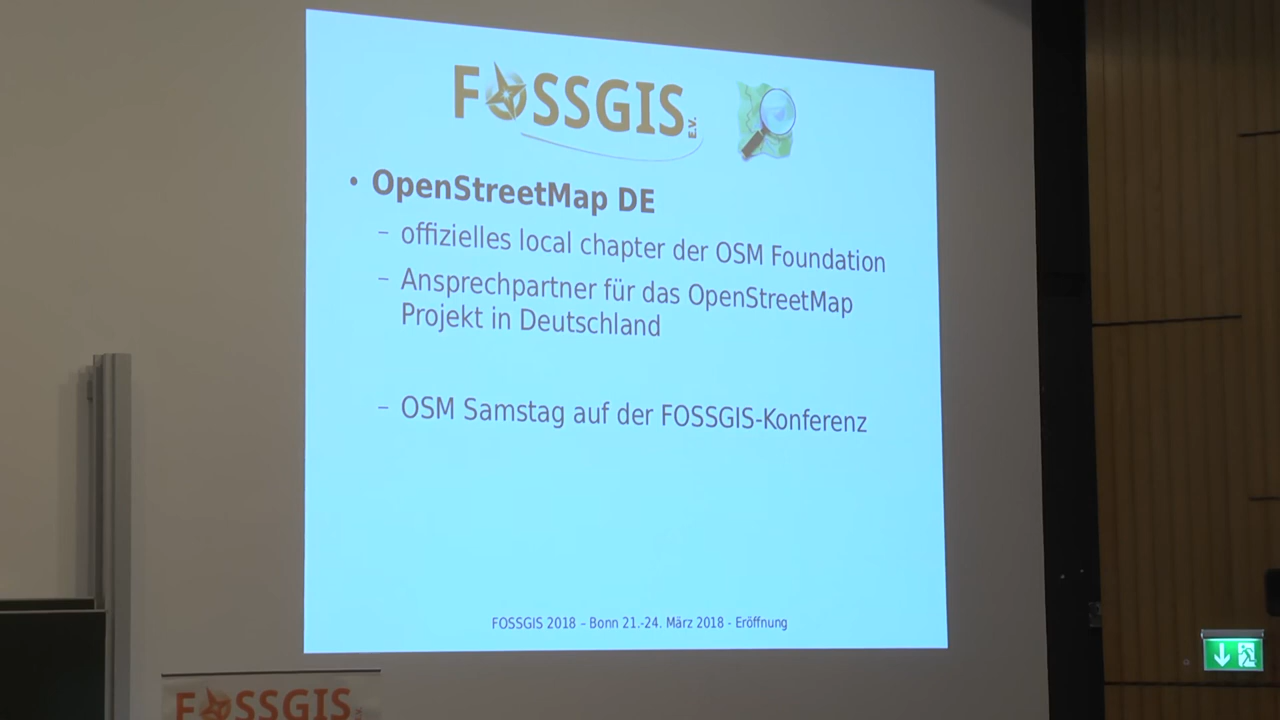 FOSSGIS E.V.
• OpenStreetMap DE
– offizielles local chapter der OSM Foundation
– Ansprechpartner für das OpenStreetMap
Projekt in Deutschland
– OSM Samstag auf der FOSSGIS-Konferenz
FOSSGIS 2018 – Bonn 21.-24. März 2018 - Eröffnung
FOSSGIS